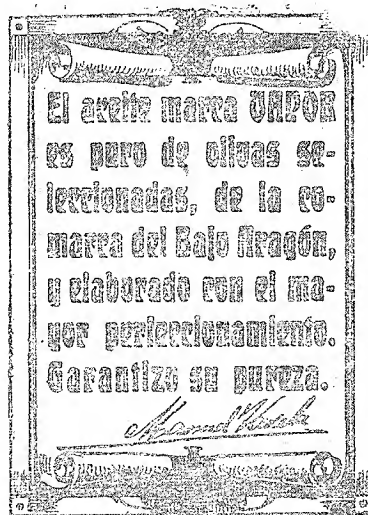 El aceite marca
es puro de olivas se-
leccionadas, de la co-
marca del Bajo Aragón,
y elaborado con el ma-
yor perfeccionamiento.
Garantizo su pureza.
Manuel